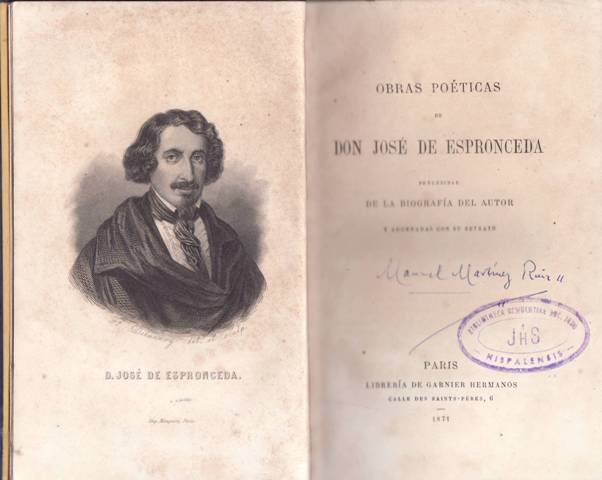 D. JOSÉ DE ESPRONCEDA.
OBRAS POÉTICAS
DE
DON JOSÉ DE ESPRONCEDA
PRECEDIDAS
DE LA BIOGRAFÍA DEL AUTOR
Y ADORNADAS CON SU RETRATO
Manuel Martínez Ruiz
JHS
HISPALENSIS
PARIS
LIBRERÍA DE GARNIER HERMANOS
CALLE DES SAINTS-PÈRES, 6
1871